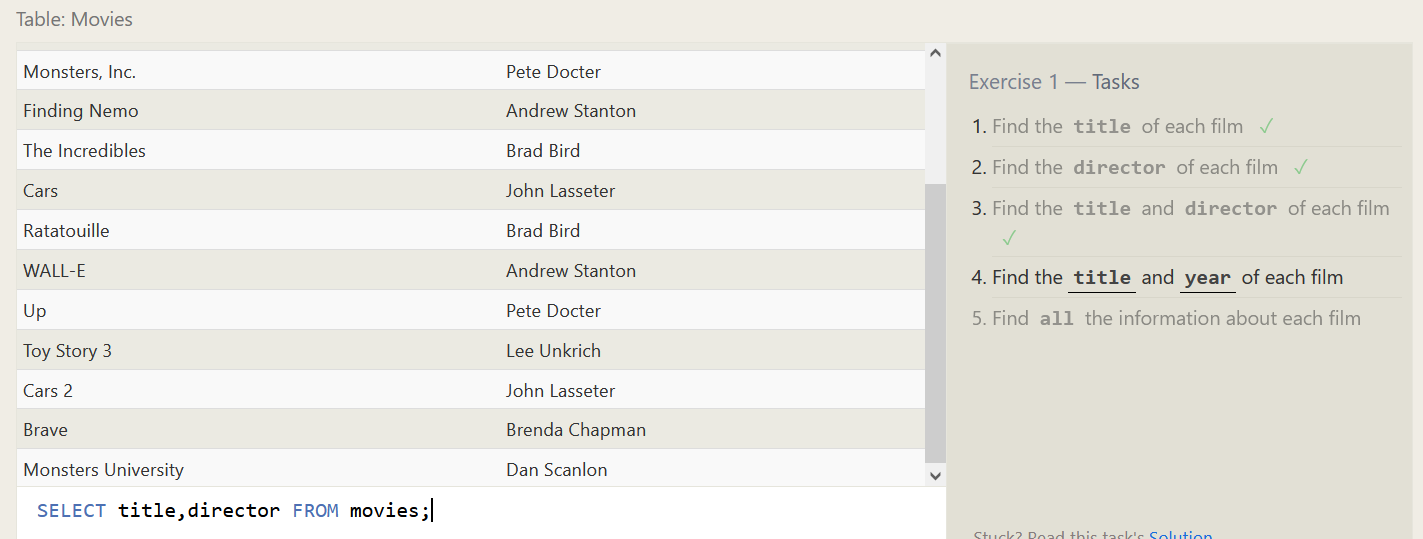 Table: Movies
Monsters, Inc. Pete Docter
Finding Nemo Andrew Stanton
The Incredibles Brad Bird
Cars John Lasseter
Ratatouille Brad Bird
WALL-E Andrew Stanton
Up Pete Docter
Toy Story 3 Lee Unkrich
Cars 2 John Lasseter
Brave Brenda Chapman
Monsters University Dan Scanlon
SELECT title,director FROM movies;
Exercise 1 — Tasks
1. Find the title of each film ✓
2. Find the director of each film ✓
3. Find the title and director of each film
✓
4. Find the title and year of each film
5. Find all the information about each film
Stuck? Read this task's Solution